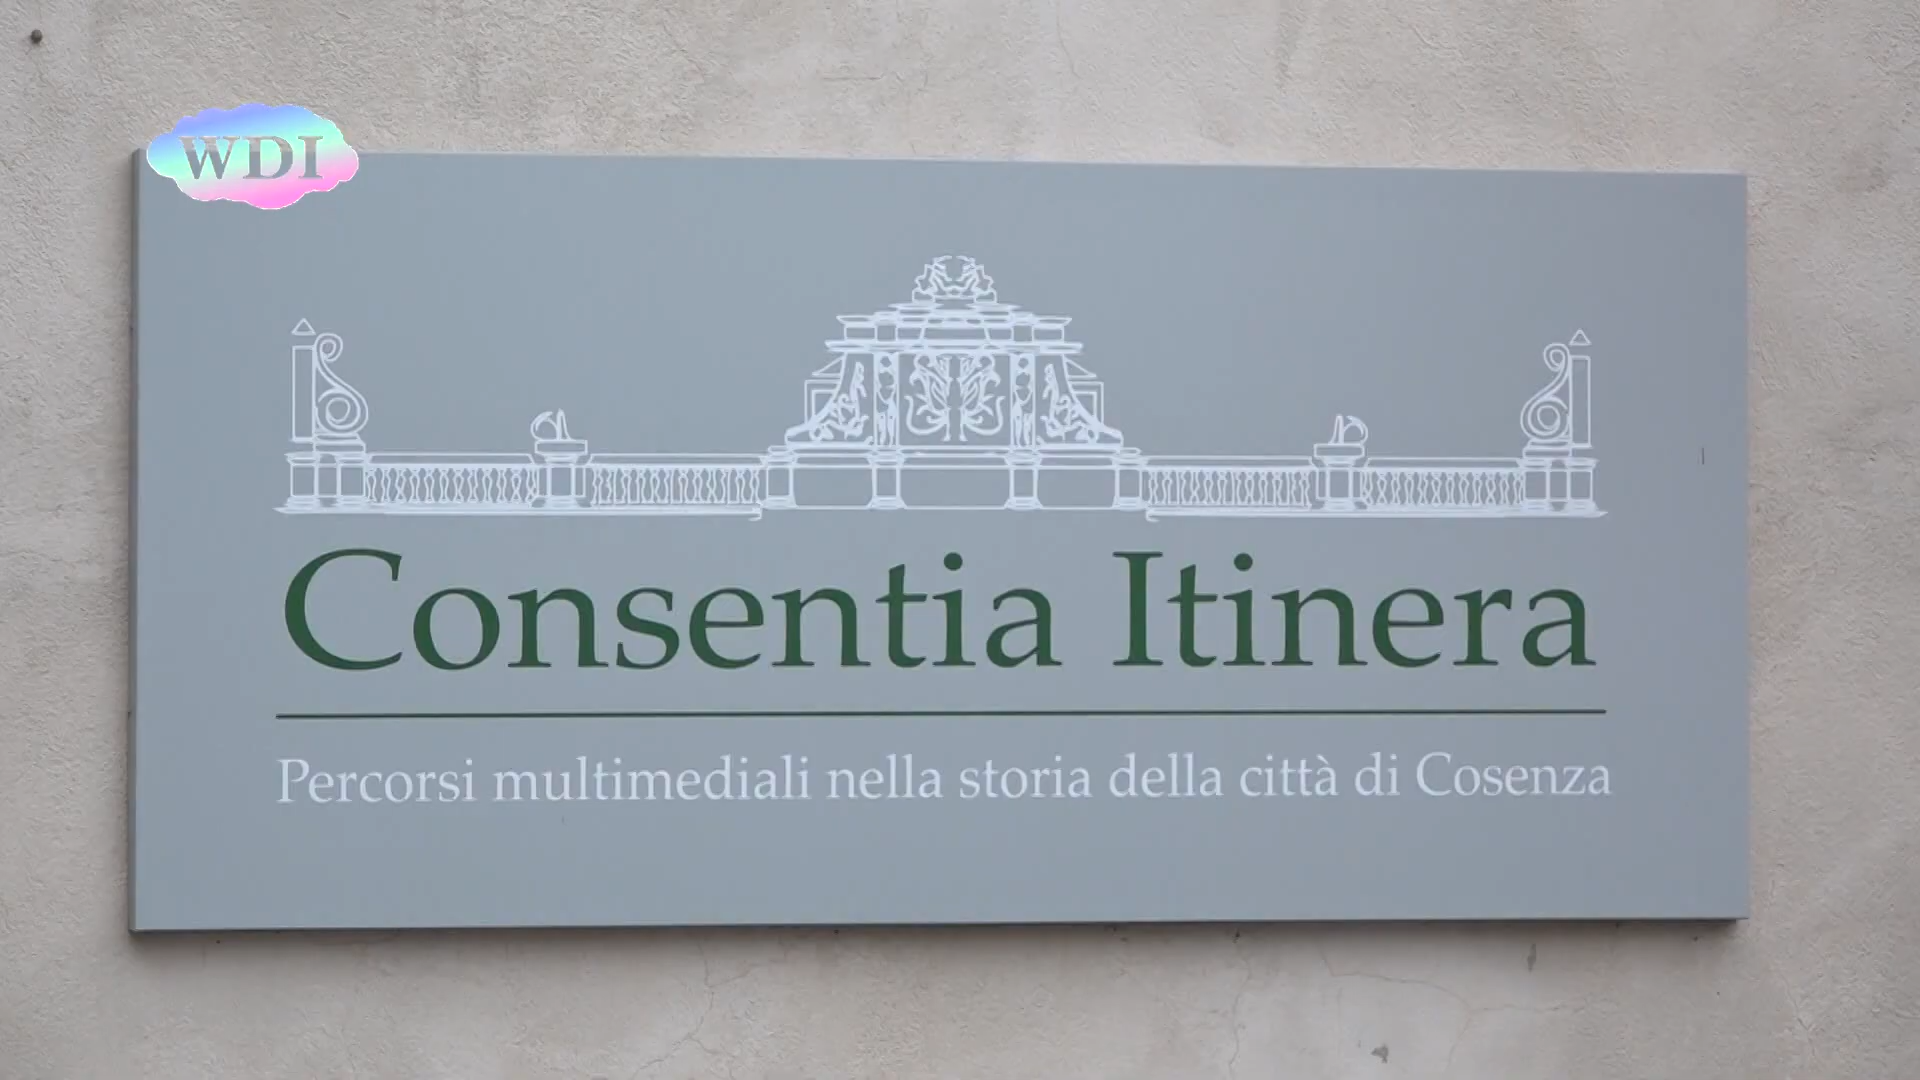 WDI
Consentia Itinera
Percorsi multimediali nella storia della città di Cosenza